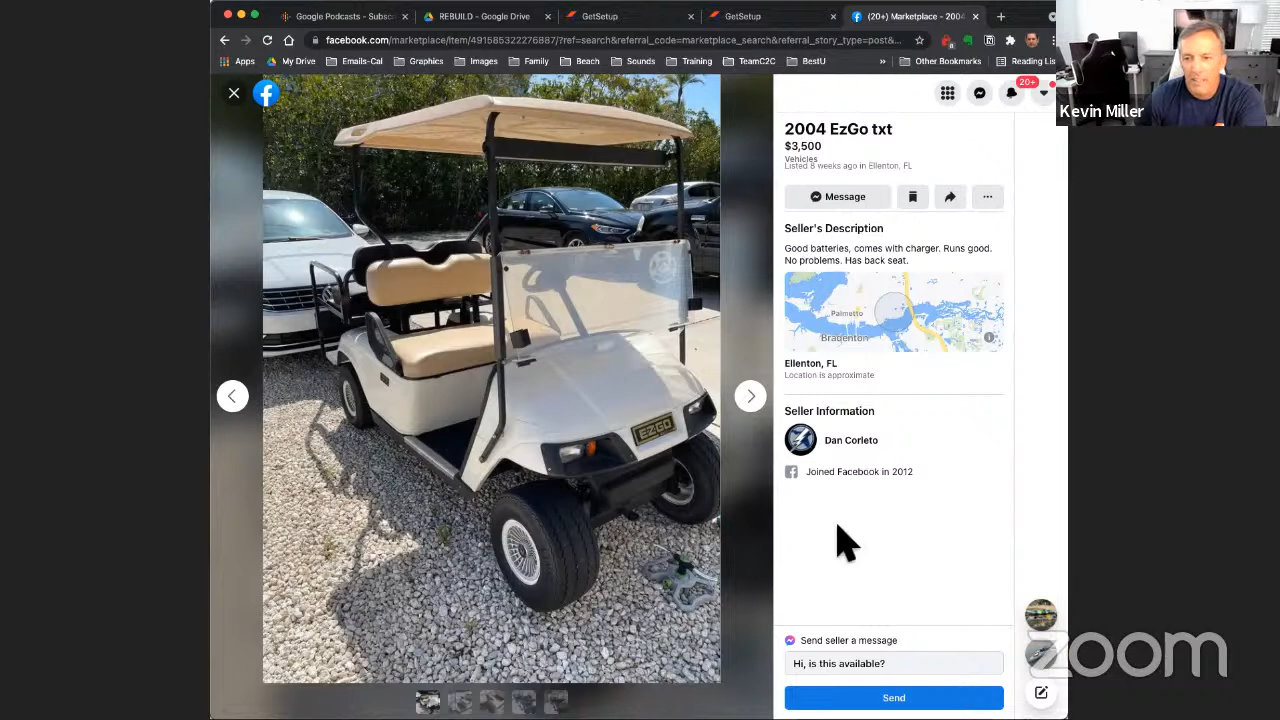 Google Podcasts - Subsc
REBUILD - Google Drive
GetSetup
GetSetup
(20+) Marketplace - 2004
facebook.com/marketplace/item/491585322276887/?ref=search&referral_code=marketplace_search&referral_story_type=post&...
Apps
My Drive
Emails-Cal
Graphics
Images
Family
Beach
Sounds
Training
TeamC2C
BestU
»
Other Bookmarks
Reading List
Kevin Miller
20+
2004 EzGo txt
$3,500
Vehicles
Listed 8 weeks ago in Ellenton, FL
Message
Seller's Description
Good batteries, comes with charger. Runs good.
No problems. Has back seat.
Palmetto
Bradenton
Ellenton, FL
Location is approximate
Seller Information
Dan Corleto
Joined Facebook in 2012
EZGO
Send seller a message
Hi, is this available?
Send
zoom